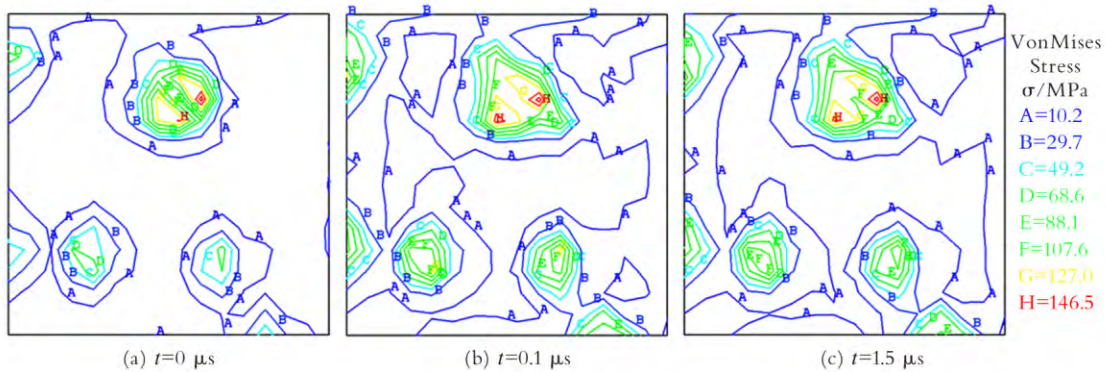 VonMises
Stress
σ/MPa
A=10.2
B=29.7
C=49.2
D=68.6
E=88.1
F=107.6
G=127.0
H=146.5
(a) t=0 μs
(b) t=0.1 μs
(c) t=1.5 μs